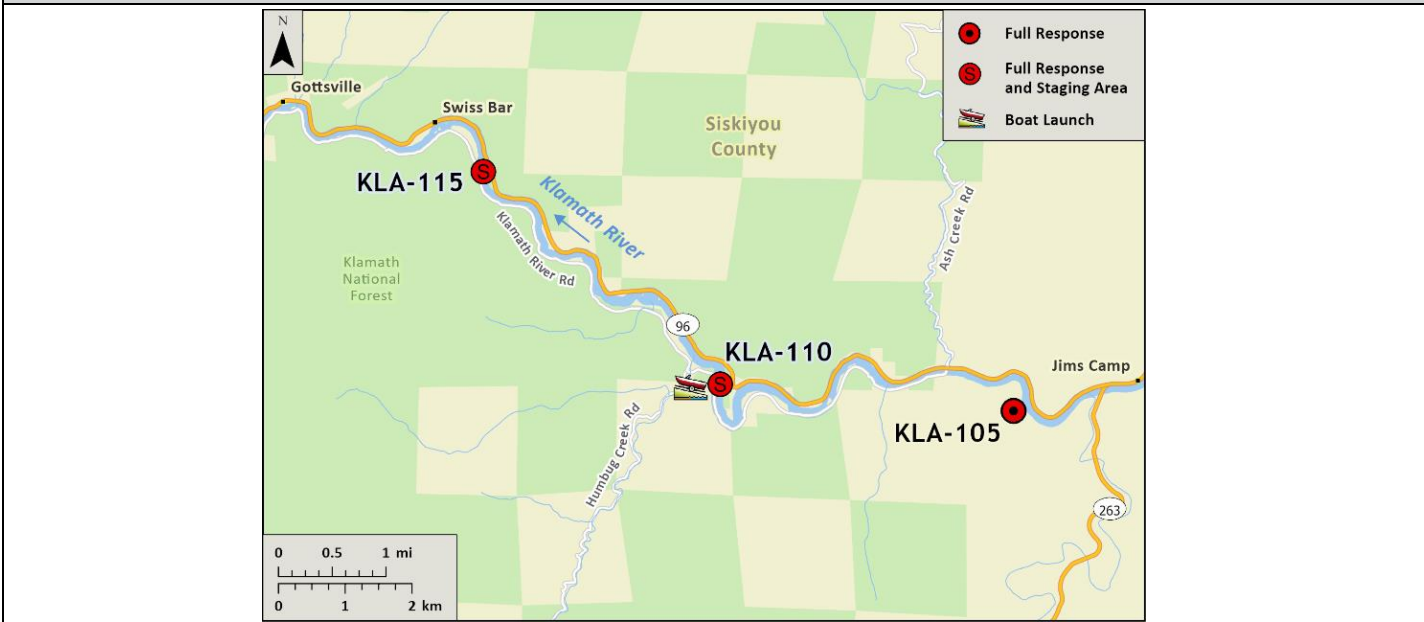 N
Full Response
S
Full Response
and Staging Area
Boat Launch
Gottsville
Swiss Bar
Siskiyou
County
S
KLA-115
Klamath River
Klamath River Rd
Ash Creek Rd
Klamath
National
Forest
96
KLA-110
S
Jims Camp
KLA-105
Humbug Creek Rd
263
0 0.5 1 mi
0 1 2 km